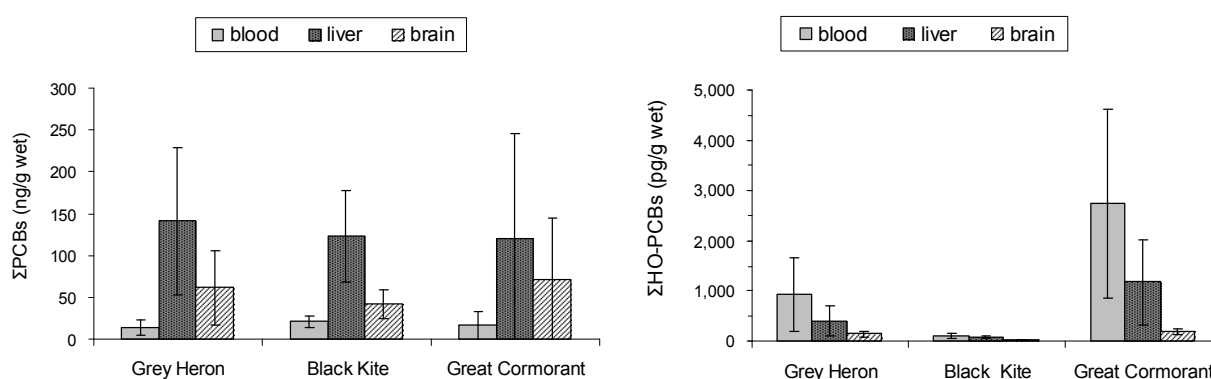 blood liver brain
ΣPCBs (ng/g wet)
300
250
200
150
100
50
0
Grey Heron Black Kite Great Cormorant
blood liver brain
ΣHO-PCBs (pg/g wet)
5,000
4,000
3,000
2,000
1,000
0
Grey Heron Black Kite Great Cormorant